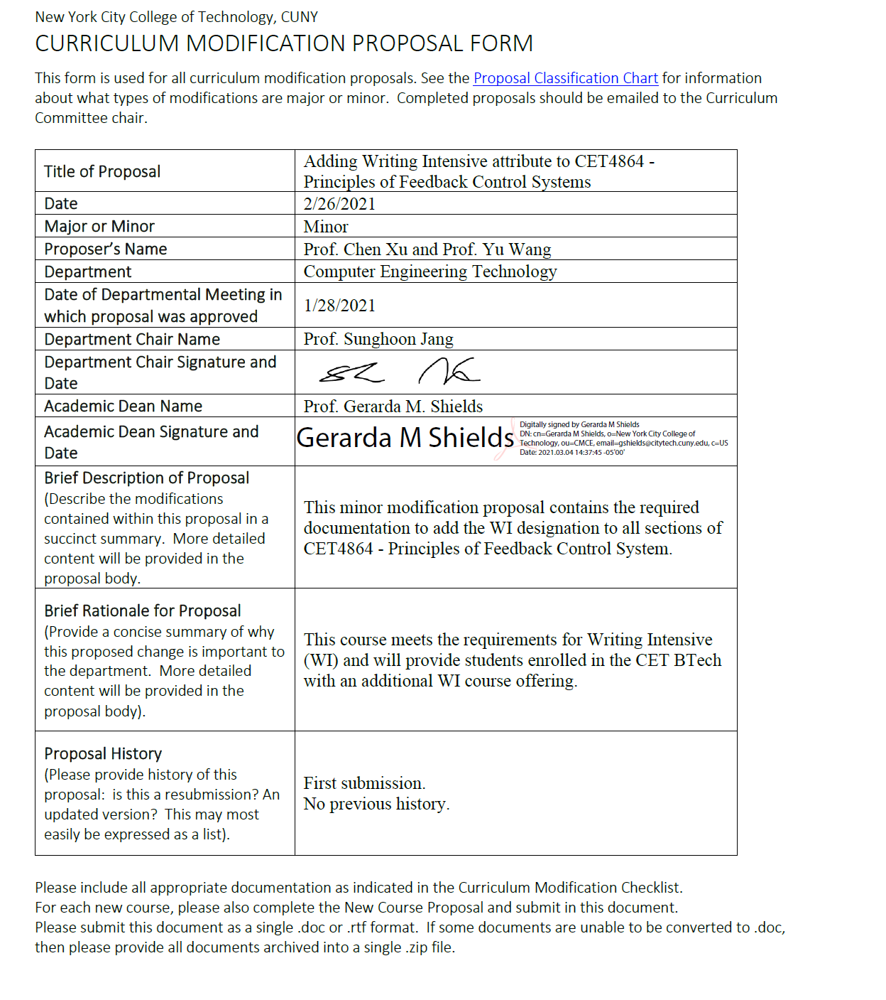 New York City College of Technology, CUNY
CURRICULUM MODIFICATION PROPOSAL FORM
This form is used for all curriculum modification proposals. See the Proposal Classification Chart for information
about what types of modifications are major or minor.  Completed proposals should be emailed to the Curriculum
Committee chair.
Title of Proposal
Adding Writing Intensive attribute to CET4864 -
Principles of Feedback Control Systems
Date
2/26/2021
Major or Minor
Minor
Proposer’s Name
Prof. Chen Xu and Prof. Yu Wang
Department
Computer Engineering Technology
Date of Departmental Meeting in
which proposal was approved
1/28/2021
Department Chair Name
Prof. Sunghoon Jang
Department Chair Signature and
Date
Academic Dean Name
Prof. Gerarda M. Shields
Academic Dean Signature and
Date
Gerarda M Shields
Digitally signed by Gerarda M Shields
DN: cn=Gerarda M Shields, o=New York City College of
Technology, ou=CMCE, email=gshields@citytech.cuny.edu, c=US
Date: 2021.03.04 14:37:45 -05'00'
Brief Description of Proposal
(Describe the modifications
contained within this proposal in a
succinct summary.  More detailed
content will be provided in the
proposal body.
This minor modification proposal contains the required
documentation to add the WI designation to all sections of
CET4864 - Principles of Feedback Control System.
Brief Rationale for Proposal
(Provide a concise summary of why
this proposed change is important to
the department.  More detailed
content will be provided in the
proposal body).
This course meets the requirements for Writing Intensive
(WI) and will provide students enrolled in the CET BTech
with an additional WI course offering.
Proposal History
(Please provide history of this
proposal:  is this a resubmission? An
updated version?  This may most
easily be expressed as a list).
First submission.
No previous history.
Please include all appropriate documentation as indicated in the Curriculum Modification Checklist.
For each new course, please also complete the New Course Proposal and submit in this document.
Please submit this document as a single .doc or .rtf format.  If some documents are unable to be converted to .doc,
then please provide all documents archived into a single .zip file.